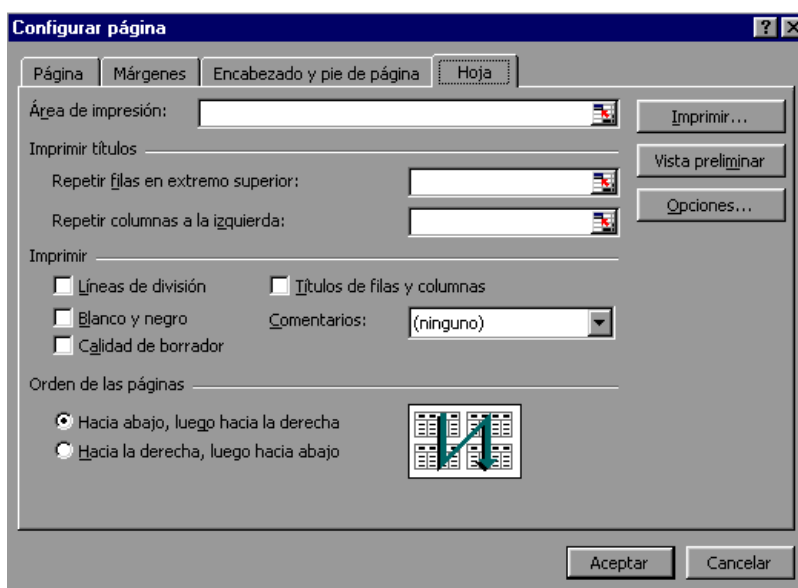 Configurar página
Página Márgenes Encabezado y pie de página Hoja
Área de impresión:
Imprimir...
Imprimir títulos
Vista preliminar
Repetir filas en extremo superior:
Opciones...
Repetir columnas a la izquierda:
Imprimir
Líneas de división Títulos de filas y columnas
Blanco y negro Comentarios: (ninguno)
Calidad de borrador
Orden de las páginas
Hacia abajo, luego hacia la derecha
Hacia la derecha, luego hacia abajo
Aceptar Cancelar